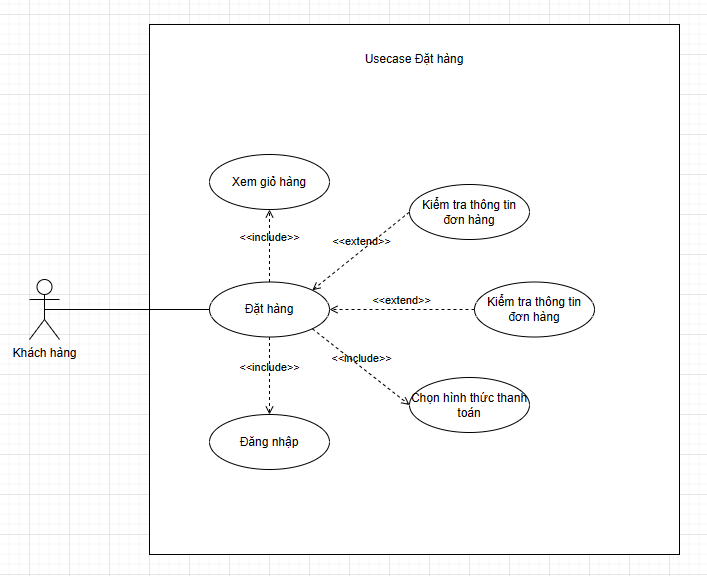 Usecase Đặt hàng
Xem giỏ hàng
Kiểm tra thông tin
đơn hàng
<<include>>
<<extend>>
Đặt hàng
<<extend>>
Kiểm tra thông tin
đơn hàng
Khách hàng
<<include>>
<<include>>
Chọn hình thức thanh
toán
Đăng nhập